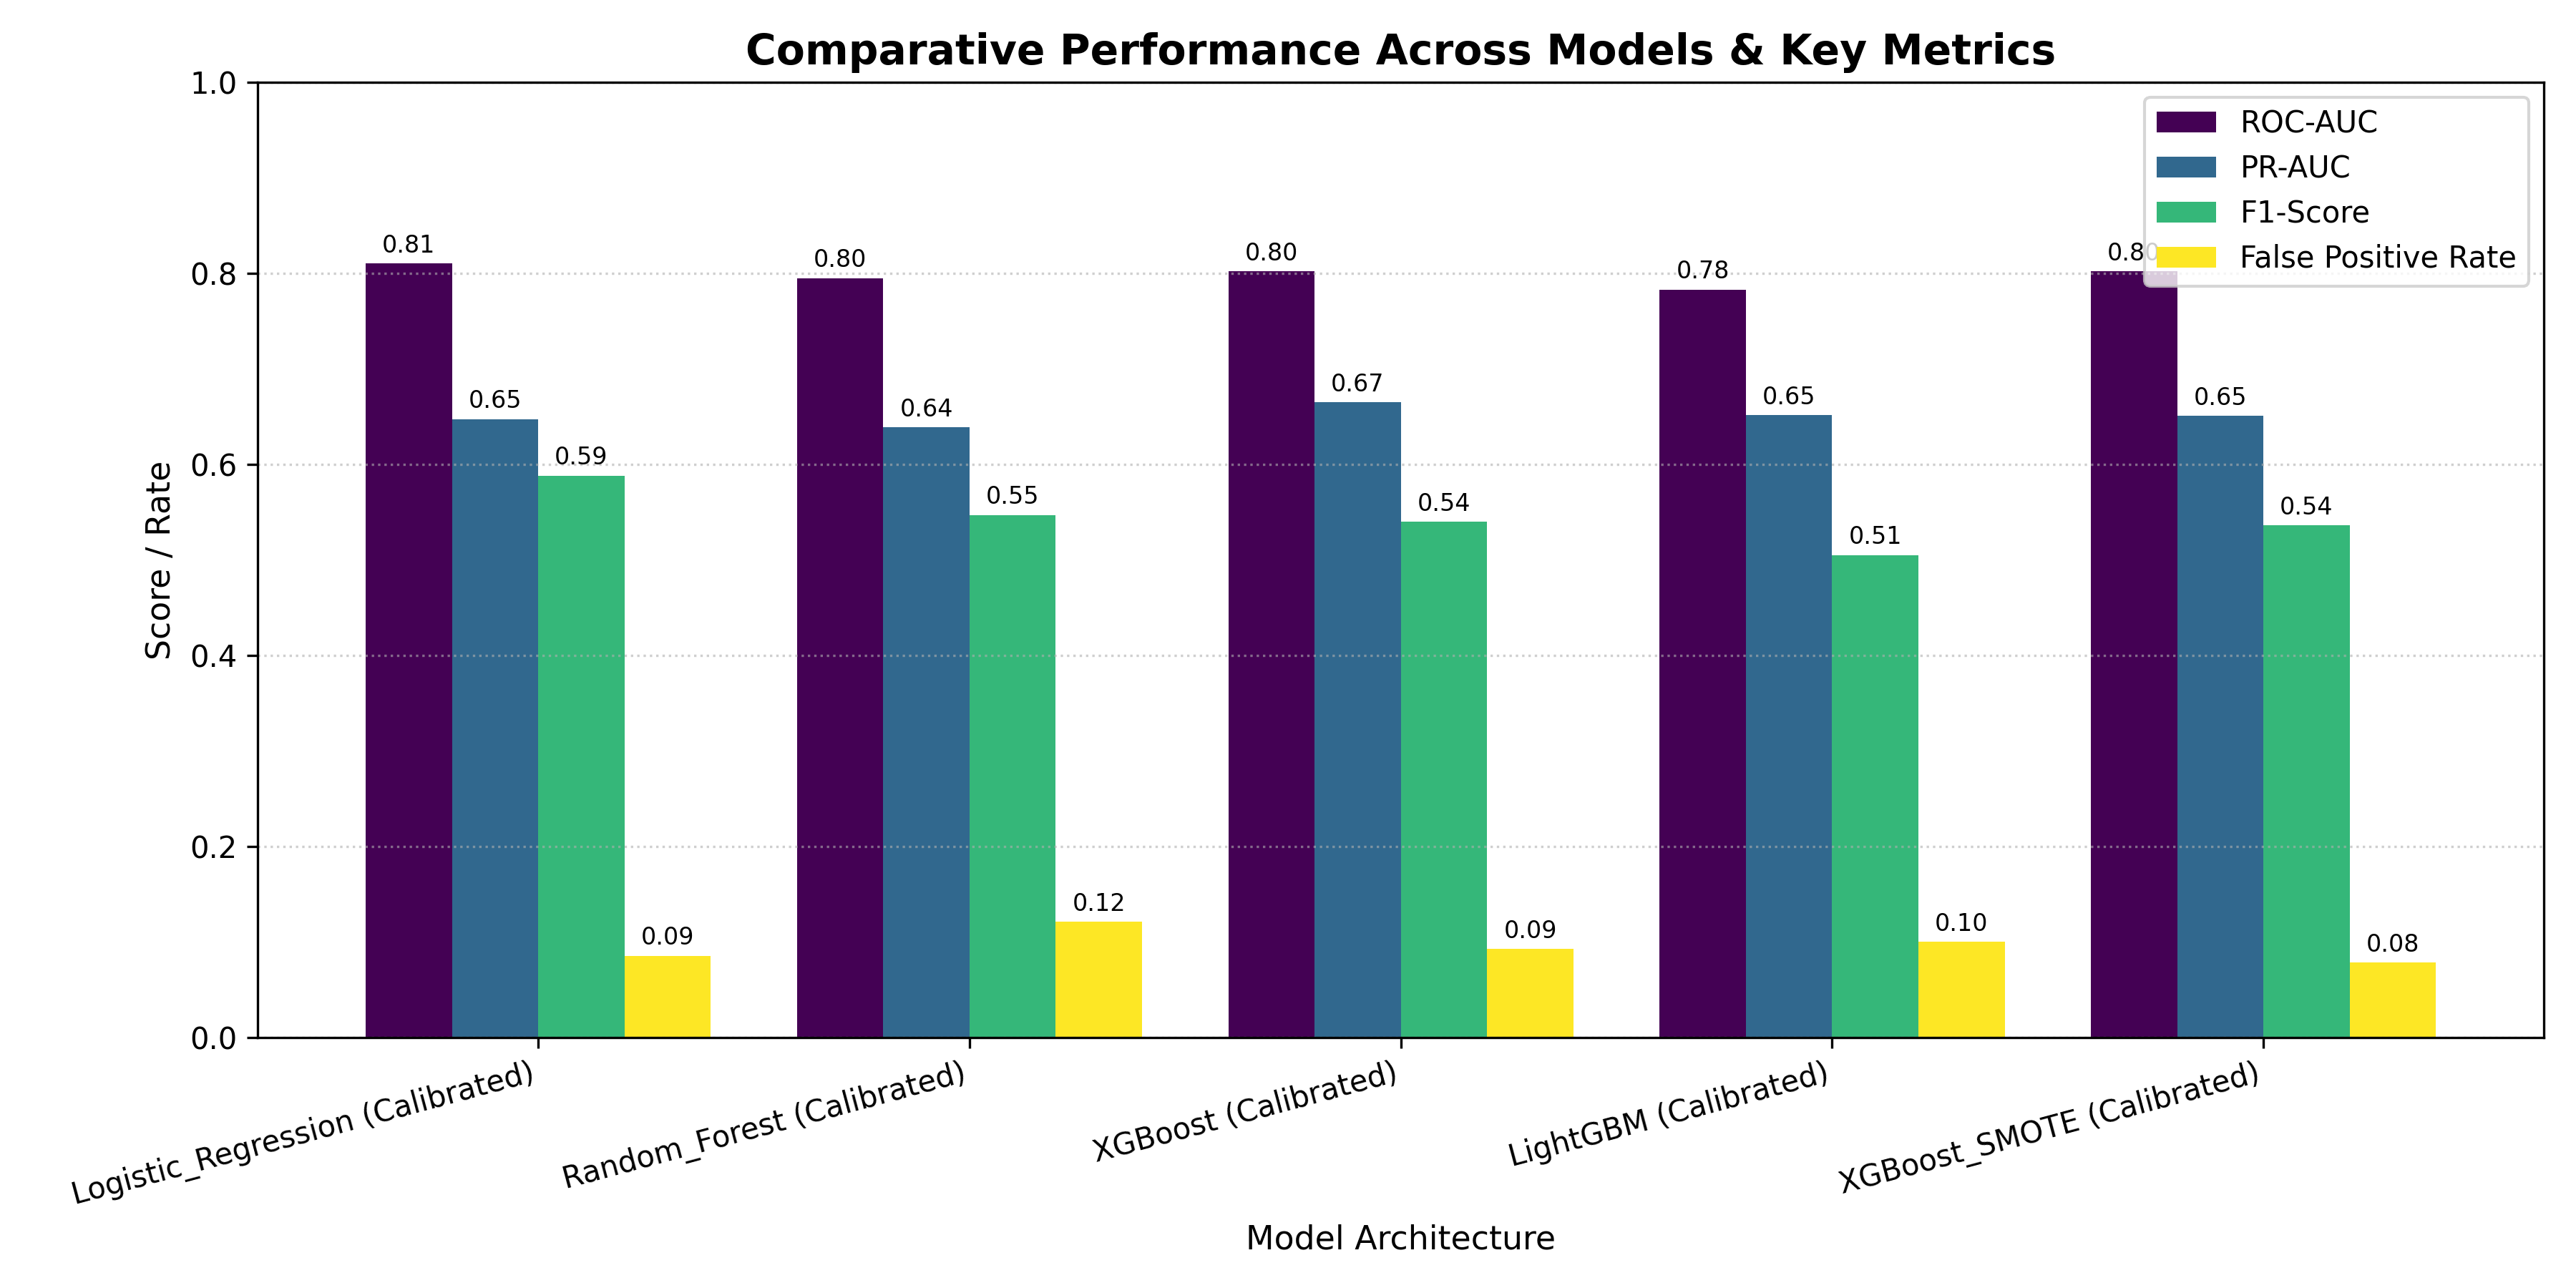 Comparative Performance Across Models & Key Metrics
1.0
0.8
0.6
0.4
0.2
0.0
Score / Rate
ROC-AUC
PR-AUC
F1-Score
False Positive Rate
0.81
0.65
0.59
0.09
0.80
0.64
0.55
0.12
0.80
0.67
0.54
0.09
0.78
0.65
0.51
0.10
0.80
0.65
0.54
0.08
Logistic_Regression (Calibrated)
Random_Forest (Calibrated)
XGBoost (Calibrated)
LightGBM (Calibrated)
XGBoost_SMOTE (Calibrated)
Model Architecture